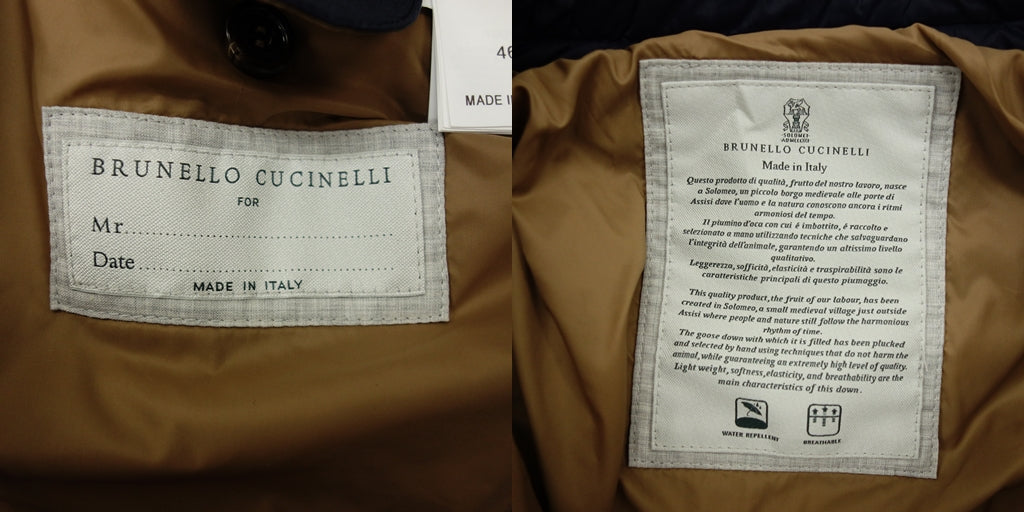 BRUNELLO CUCINELLI
FOR
Mr..............................
Date..............................
MADE IN ITALY
46
MADE I
SOLOMEI
BRUNELLO CUCINELLI
Made in Italy
Questo prodotto di qualità, frutto del nostro lavoro, nasce
a Solomeo, un piccolo borgo medievale alle porte di
Assisi dove l'uomo e la natura conoscono ancora i ritmi
armoniosi del tempo.
Il piumino d'oca con cui è imbottito, è raccolto e
selezionato a mano utilizzando tecniche che salvaguardano
l'integrità dell'animale, garantendo un altissimo livello
qualitativo.
Leggerezza, sofficità, elasticità e traspirabilità sono le
caratteristiche principali di questo piumaggio.
This quality product, the fruit of our labour, has been
created in Solomeo, a small medieval village just outside
Assisi where people and nature still follow the harmonious
rhythm of time.
The goose down with which it is filled has been plucked
and selected by hand using techniques that do not harm the
animal, while guaranteeing an extremely high level of quality.
Light weight, softness, elasticity, and breathability are the
main characteristics of this down.
WATER REPELLENT
BREATHABLE